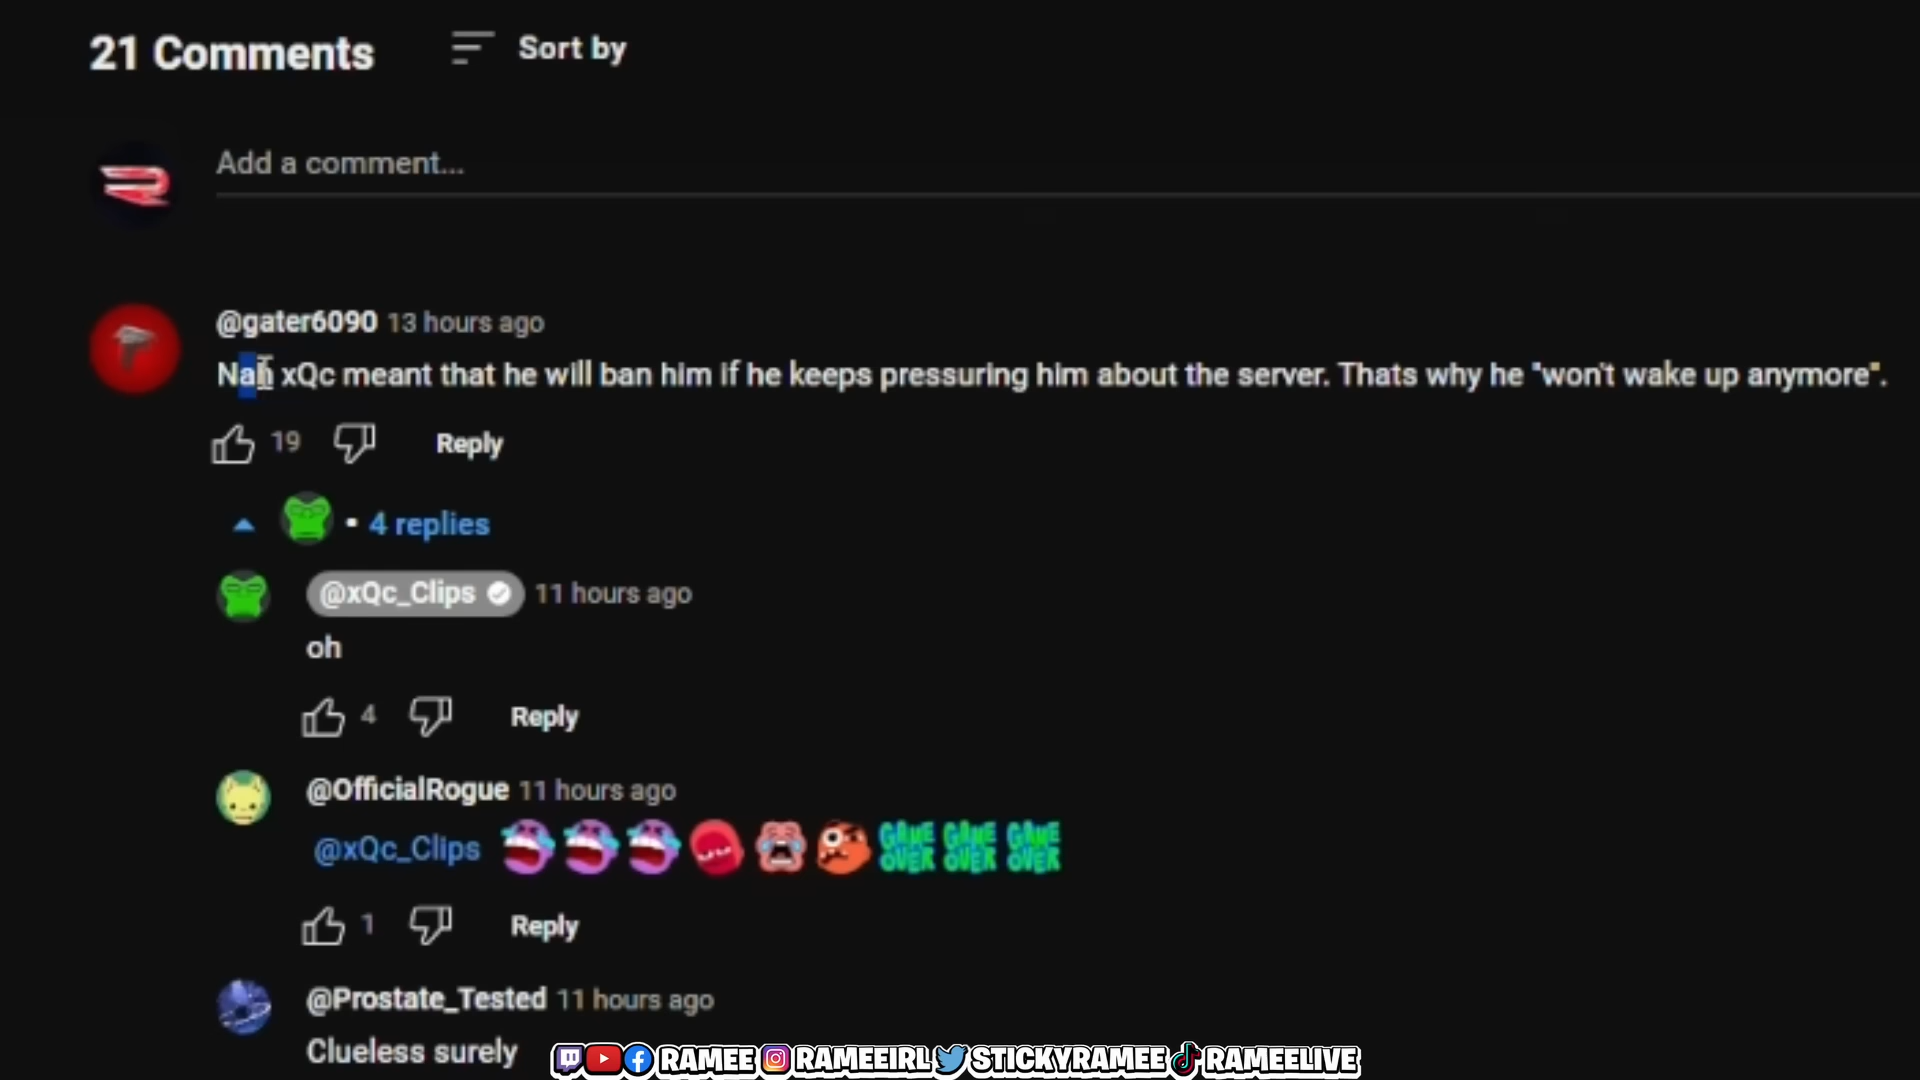 21 Comments
Sort by
Add a comment...
@gater6090 13 hours ago
Nah xQc meant that he will ban him if he keeps pressuring him about the server. Thats why he "won't wake up anymore".
19
Reply
4 replies
@xQc_Clips 11 hours ago
oh
4
Reply
@OfficialRogue 11 hours ago
@xQc_Clips GAME OVER GAME OVER GAME OVER
1
Reply
@Prostate_Tested 11 hours ago
Clueless surely
RAMEE RAMEEIRL STICKYRAMEE RAMEELIVE